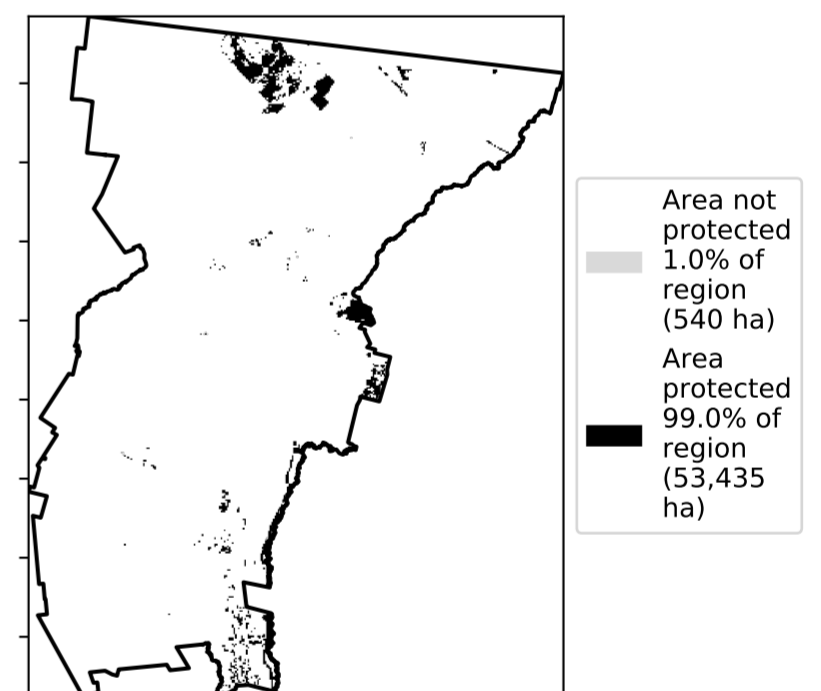 Area not
protected
1.0% of
region
(540 ha)
Area
protected
99.0% of
region
(53,435
ha)